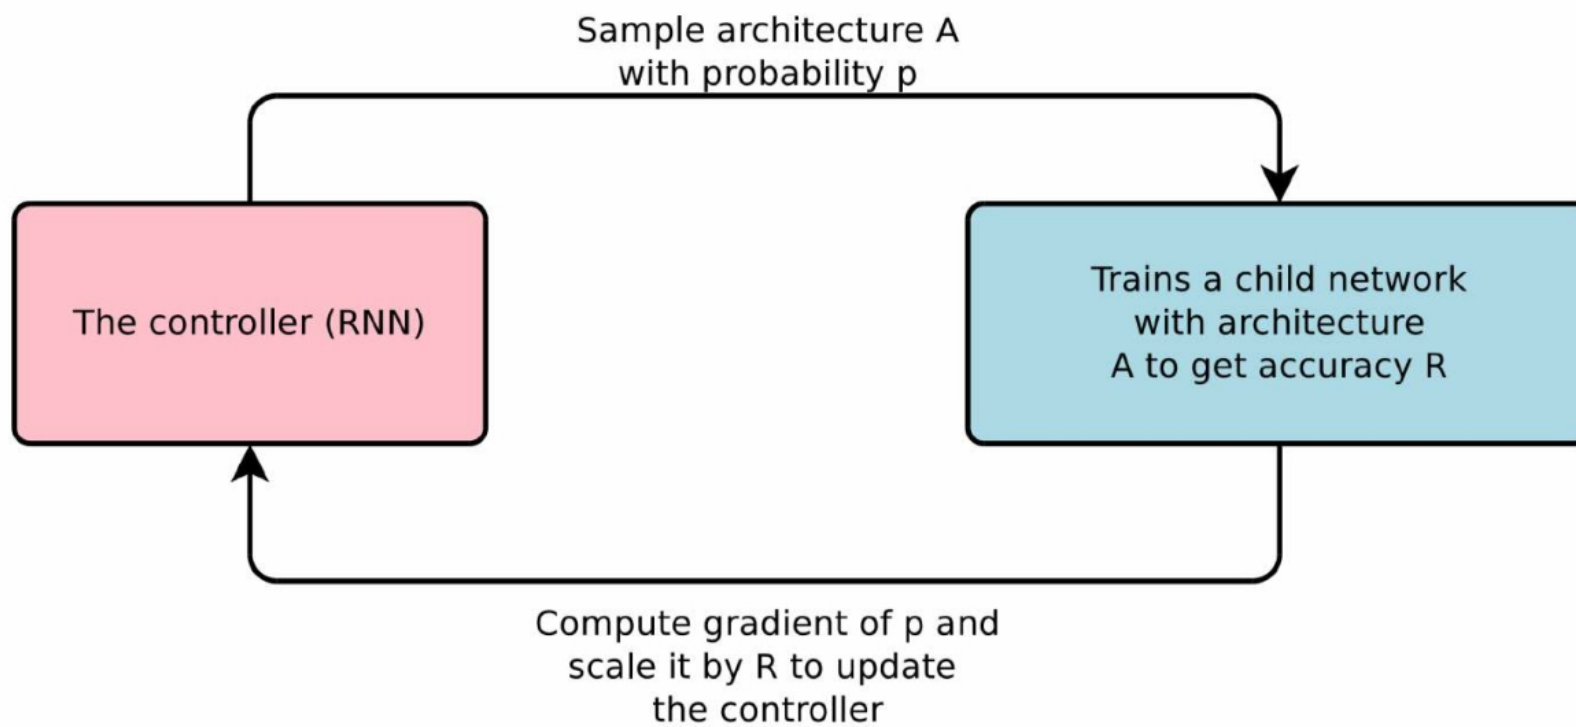 Sample architecture A
with probability p
The controller (RNN)
Trains a child network
with architecture
A to get accuracy R
Compute gradient of p and
scale it by R to update
the controller